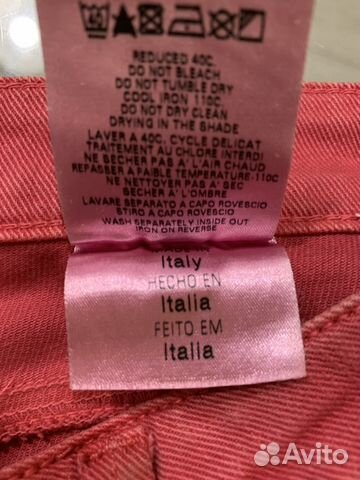 REDUCED 40C.
DO NOT BLEACH
DO NOT TUMBLE DRY
COOL IRON 110C.
DO NOT DRY CLEAN
DRYING IN THE SHADE
LAVER A 40C. CYCLE DELICAT
TRAITEMENT AU CHLORE INTERDI
NE SECHER PAS A L'AIR CHAUD
REPASSER A FAIBLE TEMPERATURE-110C
NE NETTOYER PAS A' SEC
SECHER A L'OMBRE
LAVARE SEPARATO A CAPO ROVESCIO
STIRO A CAPO ROVESCIO
WASH SEPARATELY INSIDE OUT
IRON ON REVERSE
Italy
HECHO EN
Italia
FEITO EM
Italia
Avito